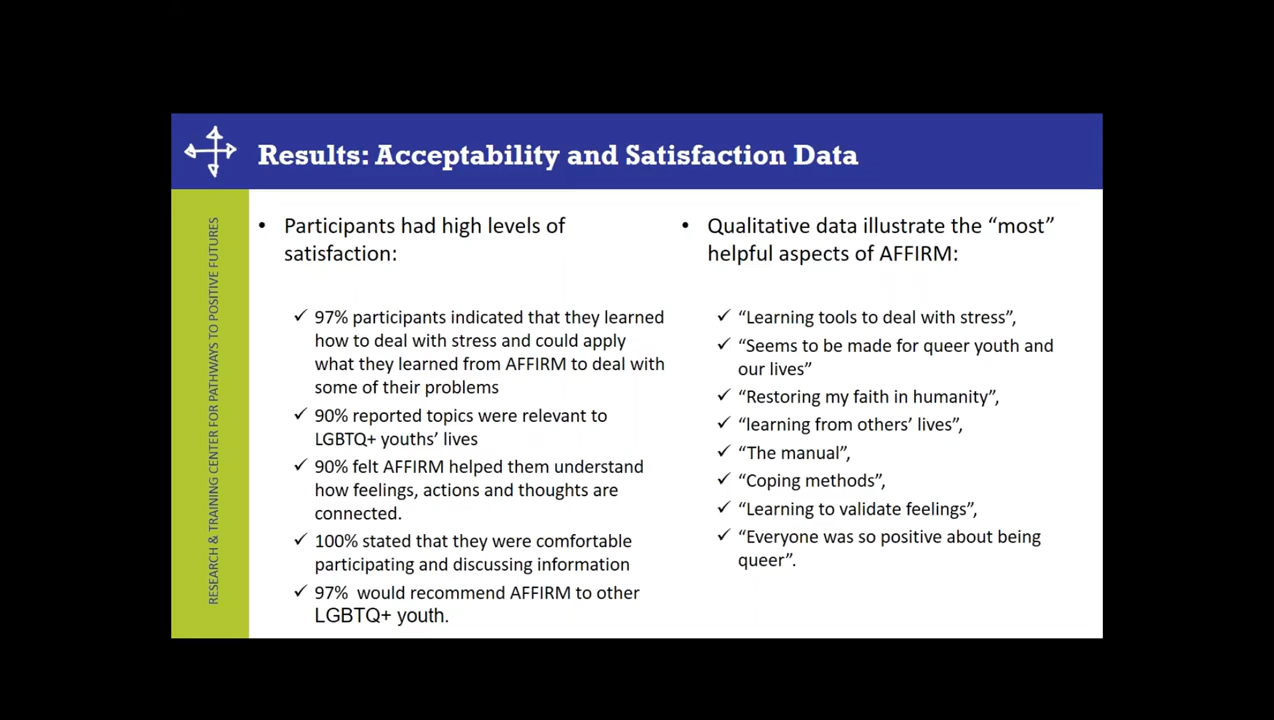 Results: Acceptability and Satisfaction Data
RESEARCH & TRAINING CENTER FOR PATHWAYS TO POSITIVE FUTURES
• Participants had high levels of
satisfaction:
✓ 97% participants indicated that they learned
how to deal with stress and could apply
what they learned from AFFIRM to deal with
some of their problems
✓ 90% reported topics were relevant to
LGBTQ+ youths’ lives
✓ 90% felt AFFIRM helped them understand
how feelings, actions and thoughts are
connected.
✓ 100% stated that they were comfortable
participating and discussing information
✓ 97% would recommend AFFIRM to other
LGBTQ+ youth.
• Qualitative data illustrate the “most”
helpful aspects of AFFIRM:
✓ “Learning tools to deal with stress”,
✓ “Seems to be made for queer youth and
our lives”
✓ “Restoring my faith in humanity”,
✓ “learning from others’ lives”,
✓ “The manual”,
✓ “Coping methods”,
✓ “Learning to validate feelings”,
✓ “Everyone was so positive about being
queer”.